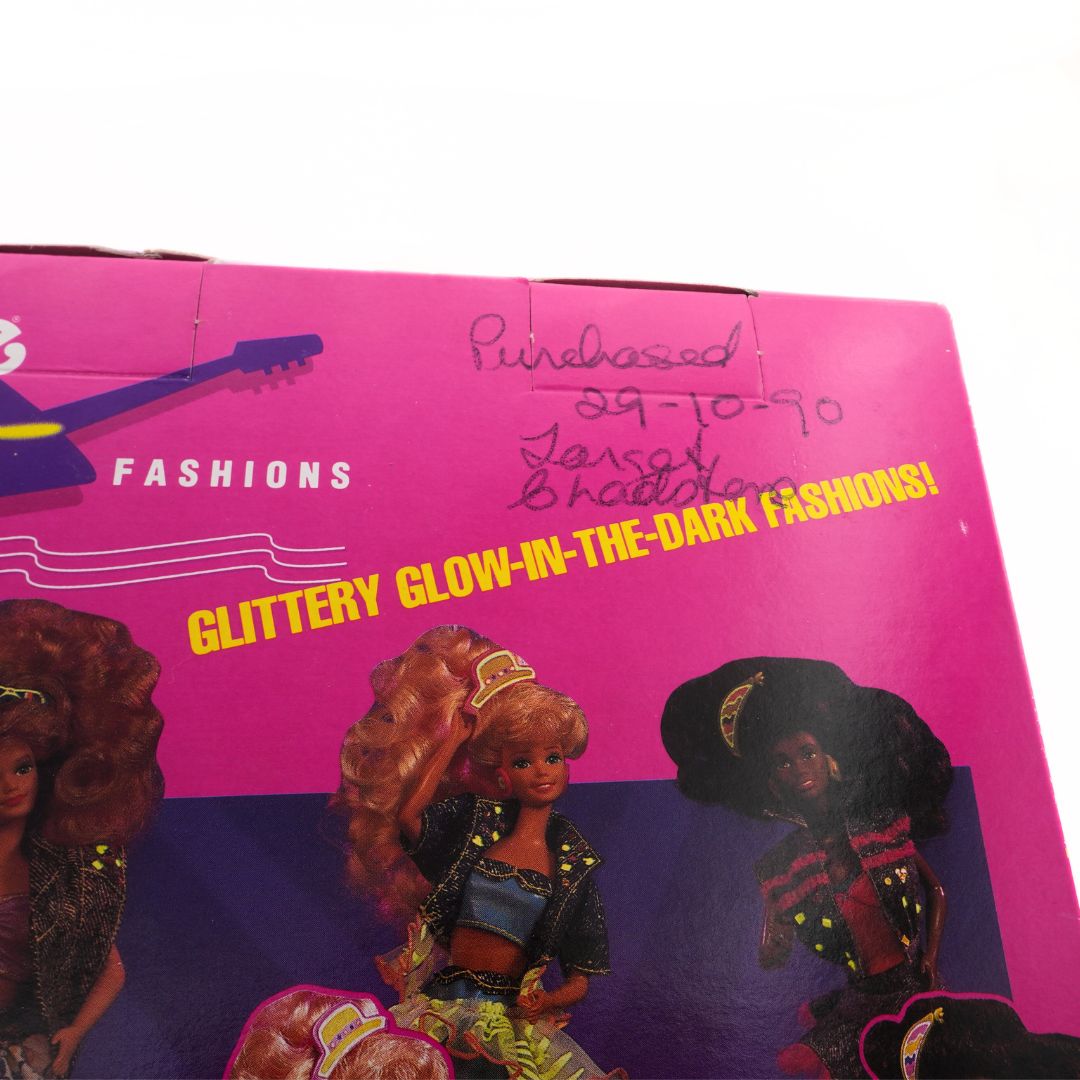 Purchased
29-10-90
Target
Chadstone
e®
FASHIONS
GLITTERY GLOW-IN-THE-DARK FASHIONS!